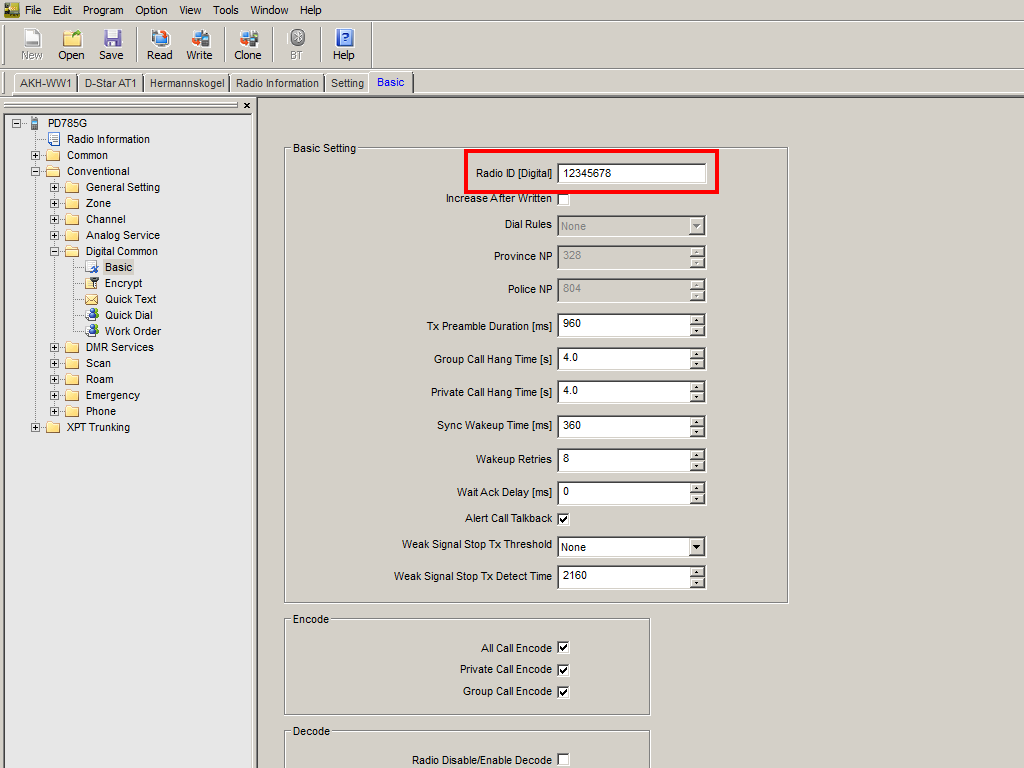 File Edit Program Option View Tools Window Help
New Open Save Read Write Clone BT Help
AKH-WW1 D-Star AT1 Hermannskogel Radio Information Setting Basic
PD785G
Radio Information
Common
Conventional
General Setting
Zone
Channel
Analog Service
Digital Common
Basic
Encrypt
Quick Text
Quick Dial
Work Order
DMR Services
Scan
Roam
Emergency
Phone
XPT Trunking
Basic Setting
Radio ID [Digital] 12345678
Increase After Written
Dial Rules None
Province NP 328
Police NP 804
Tx Preamble Duration [ms] 960
Group Call Hang Time [s] 4.0
Private Call Hang Time [s] 4.0
Sync Wakeup Time [ms] 360
Wakeup Retries 8
Wait Ack Delay [ms] 0
Alert Call Talkback
Weak Signal Stop Tx Threshold None
Weak Signal Stop Tx Detect Time 2160
Encode
All Call Encode
Private Call Encode
Group Call Encode
Decode
Radio Disable/Enable Decode